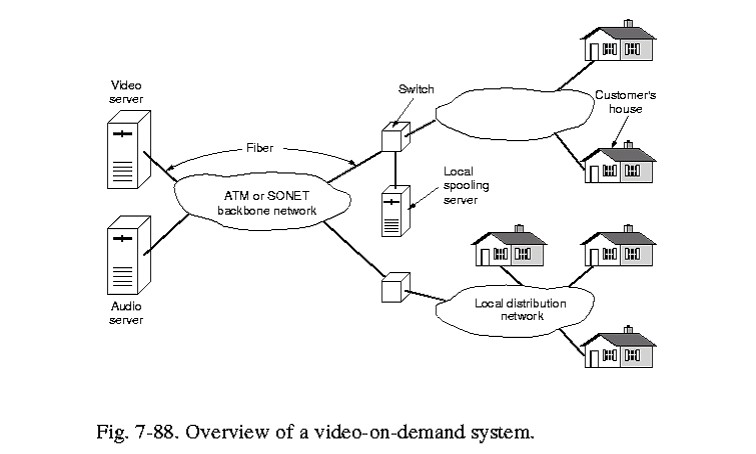 Video
server
Switch
Customer's
house
Fiber
Local
spooling
server
ATM or SONET
backbone network
Audio
server
Local distribution
network
Fig. 7-88. Overview of a video-on-demand system.